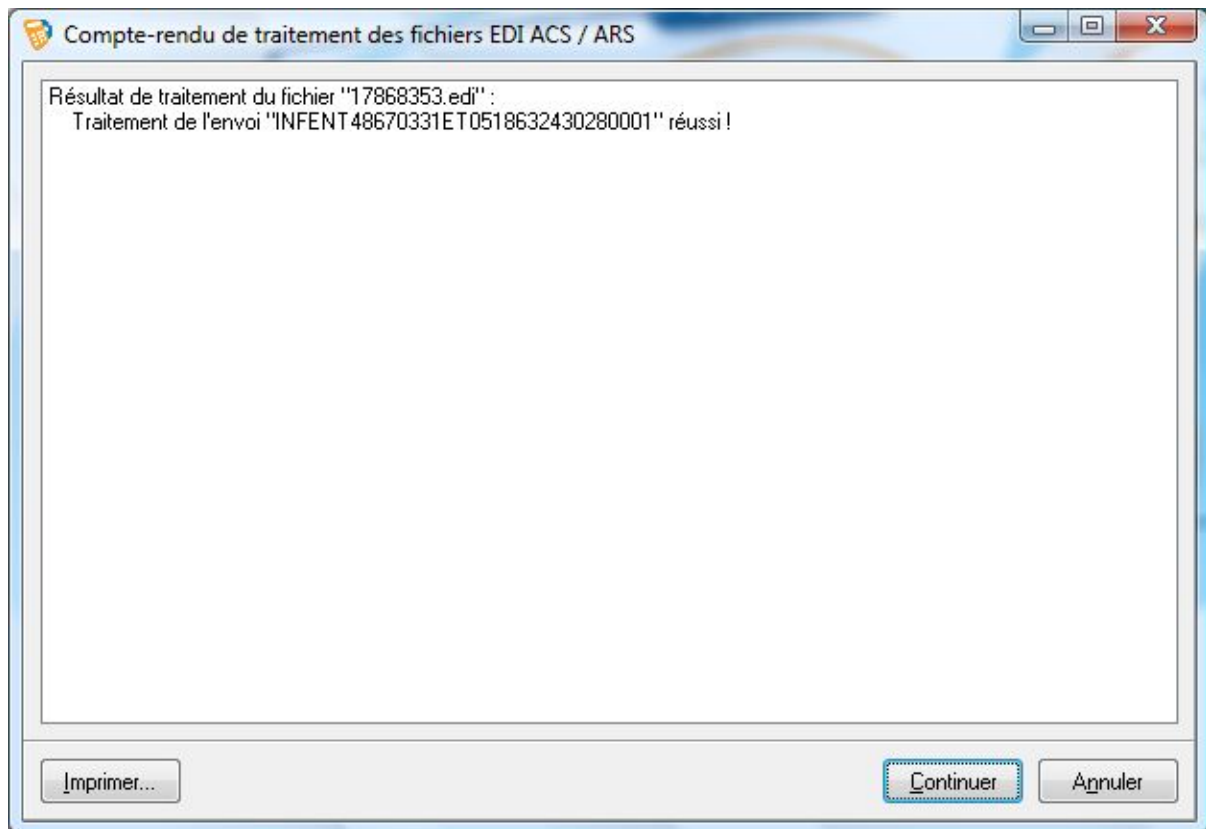 Compte-rendu de traitement des fichiers EDI ACS / ARS
Résultat de traitement du fichier "17868353.edi" :
Traitement de l'envoi "INFENT48670331ET0518632430280001" réussi !
Imprimer...
Continuer
Annuler